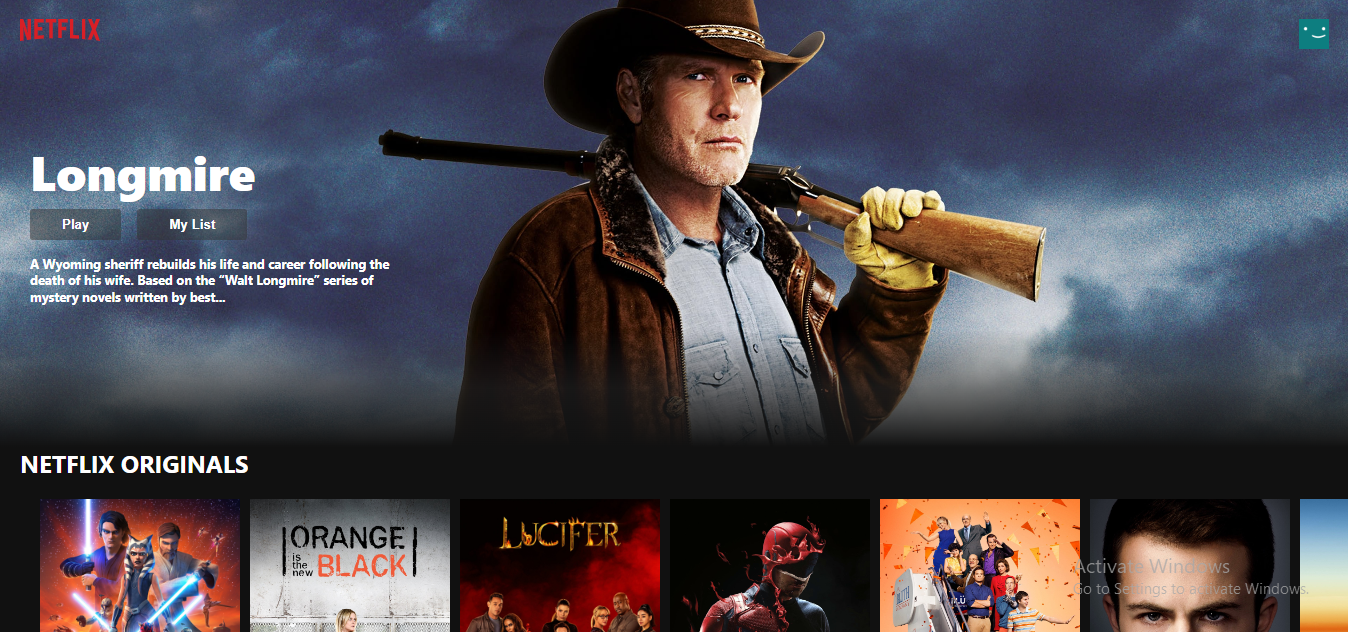 NETFLIX
Longmire
Play
My List
A Wyoming sheriff rebuilds his life and career following the
death of his wife. Based on the “Walt Longmire” series of
mystery novels written by best...
NETFLIX ORIGINALS
ORANGE
is
the
new
BLACK
LUCIFER
Activate Windows
Go to Settings to activate Windows.